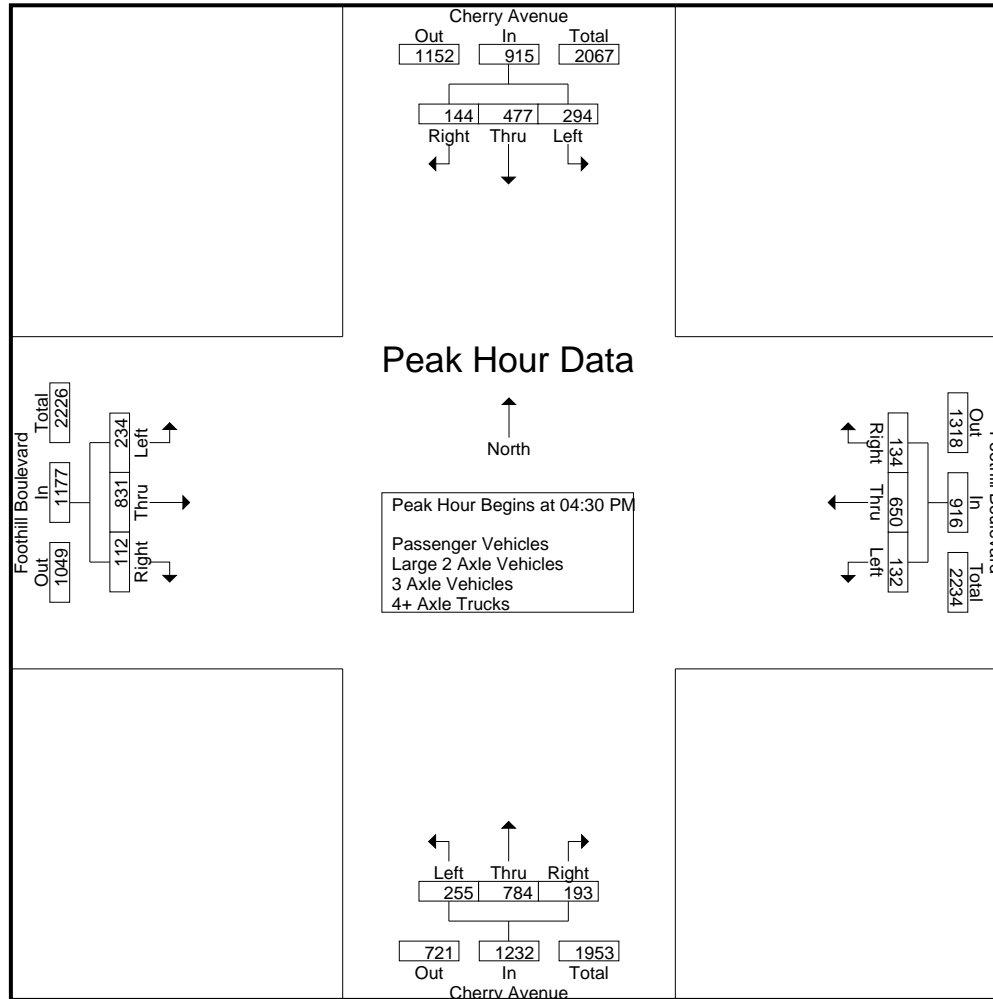 Cherry Avenue
Out In Total
1152 915 2067
144 477 294
Right Thru Left
Peak Hour Data
North
Peak Hour Begins at 04:30 PM
Passenger Vehicles
Large 2 Axle Vehicles
3 Axle Vehicles
4+ Axle Trucks
Foothill Boulevard
Out In Total
1049 1177 2226
112 831 234
Right Thru Left
Out In Total
1318 916 2234
134 650 132
Right Thru Left
Left Thru Right
255 784 193
721 1232 1953
Out In Total
Cherry Avenue